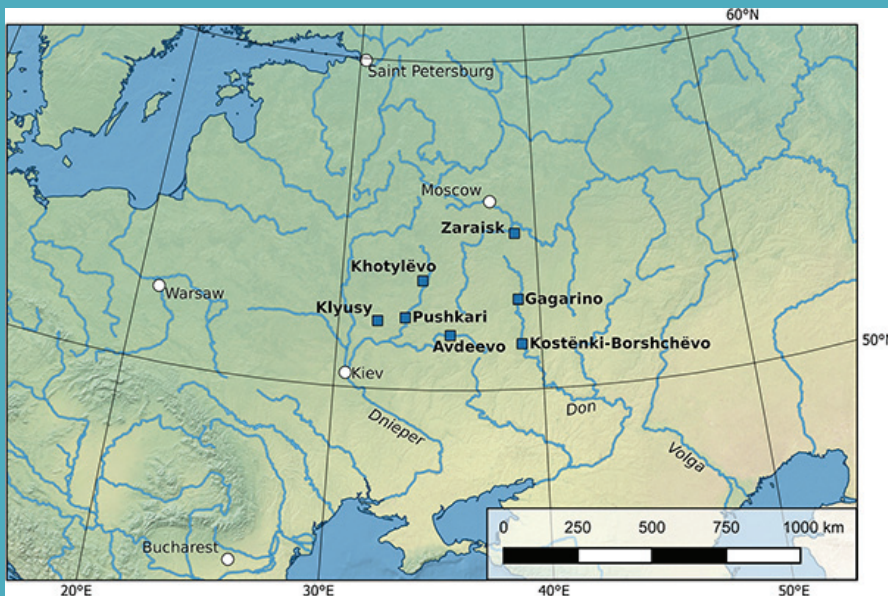 60°N
Saint Petersburg
Moscow
Zaraisk
Khotylëvo
Warsaw
Klyusy
Pushkari
Gagarino
Avdeevo
Kostënki-Borshchëvo
50°N
Kiev
Dnieper
Don
Volga
0 250 500 750 1000 km
Bucharest
20°E 30°E 40°E 50°E